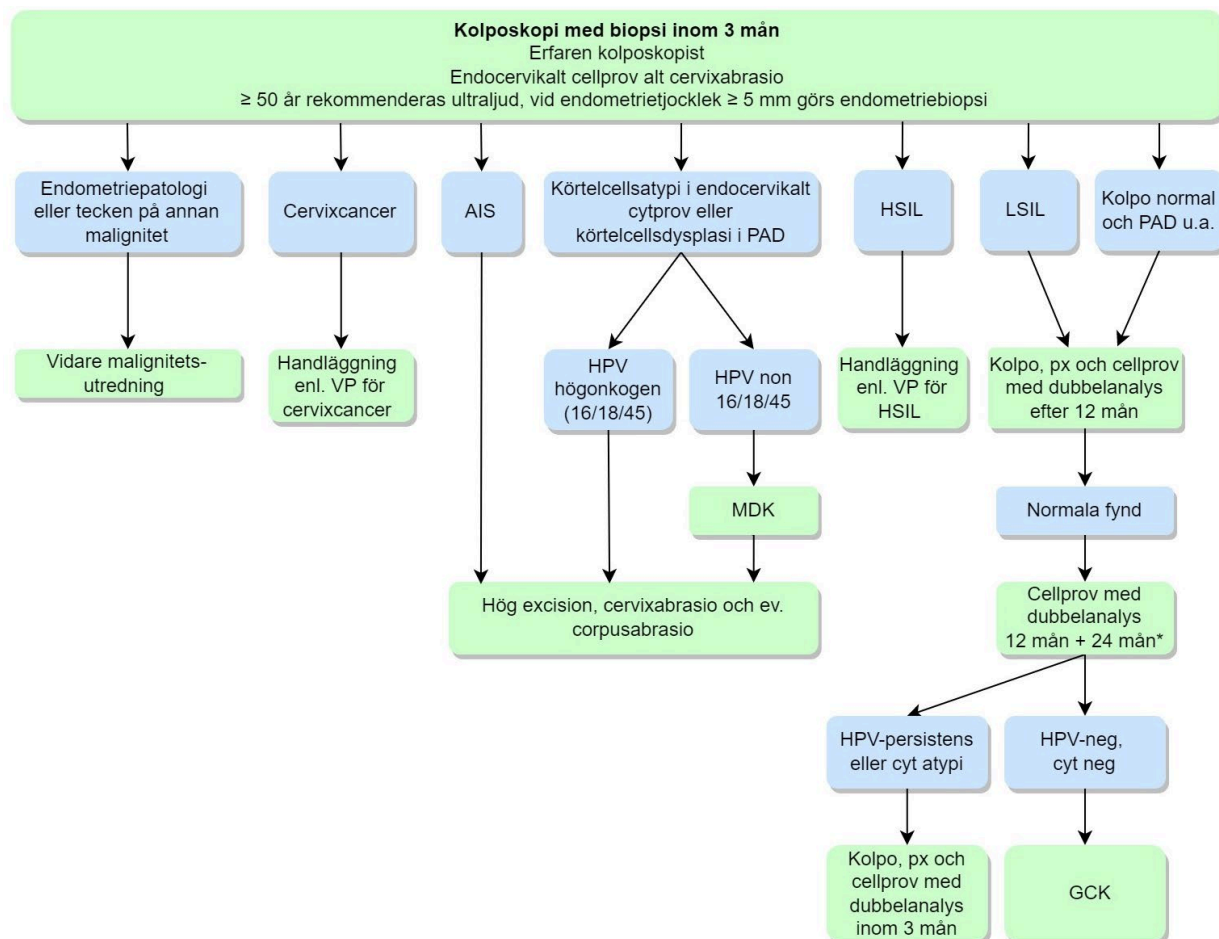 Kolposkopi med biopsi inom 3 mån
Erfaren kolposkopist
Endocervikalt cellprov alt cervixabrasio
≥ 50 år rekommenderas ultraljud, vid endometrietjocklek ≥ 5 mm görs endometriebiopsi
Endometriepatologi
eller tecken på annan
malignitet
Cervixcancer
AIS
Körtelcellsatypi i endocervikalt
cytprov eller
körtelcellsdysplasi i PAD
HSIL
LSIL
Kolpo normal
och PAD u.a.
Vidare malignitets-
utredning
Handläggning
enl. VP för
cervixcancer
HPV
högonkogen
(16/18/45)
HPV non
16/18/45
Handläggning
enl. VP för
HSIL
Kolpo, px och cellprov
med dubbelanalys
efter 12 mån
MDK
Normala fynd
Hög excision, cervixabrasio och ev.
corpusabrasio
Cellprov med
dubbelanalys
12 mån + 24 mån*
HPV-persistens
eller cyt atypi
HPV-neg,
cyt neg
Kolpo, px och
cellprov med
dubbelanalys
inom 3 mån
GCK